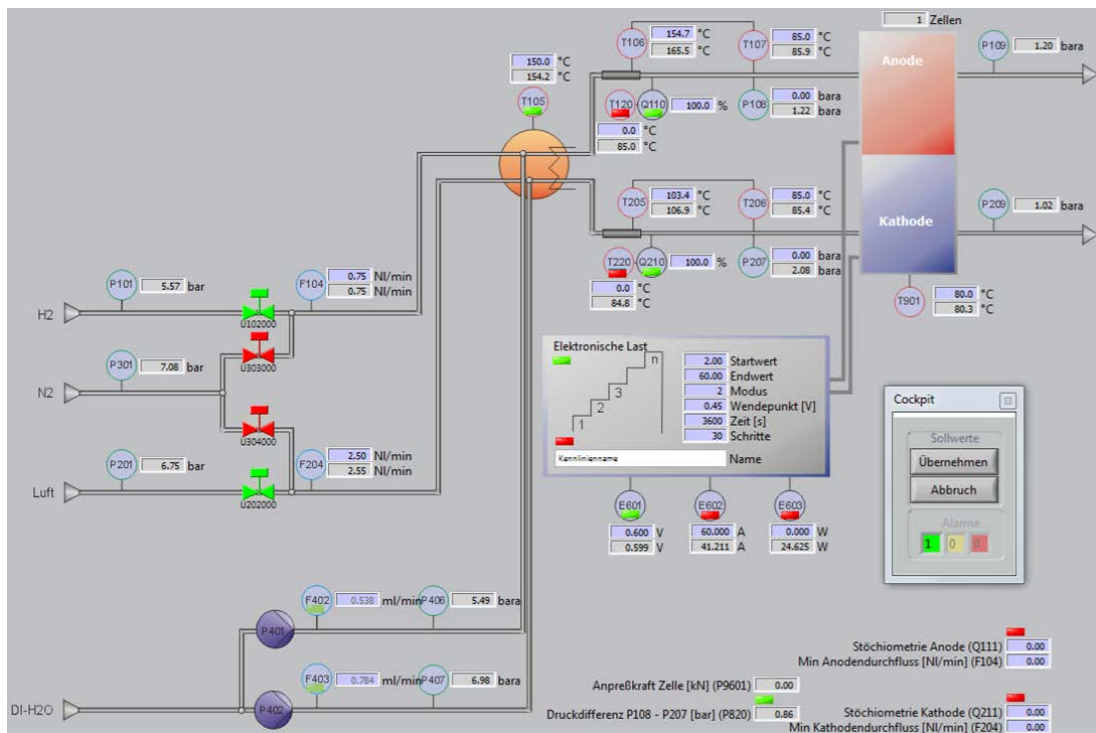 1 Zellen
154.7 °C
165.5 °C
T106
85.0 °C
85.9 °C
T107
Anode
P109
1.20 bara
150.0 °C
154.2 °C
T105
T120
Q110
100.0 %
P108
0.00 bara
1.22 bara
0.0 °C
85.0 °C
T205
103.4 °C
106.9 °C
T206
85.0 °C
85.4 °C
Kathode
P209
1.02 bara
T220
Q210
100.0 %
P207
0.00 bara
2.08 bara
0.0 °C
84.8 °C
T901
80.0 °C
80.3 °C
H2
P101
5.57 bar
U102000
F104
0.75 Nl/min
0.75 Nl/min
U303000
N2
P301
7.08 bar
U304000
Luft
P201
6.75 bar
U202000
F204
2.50 Nl/min
2.55 Nl/min
Elektronische Last
1
2
3
n
2.00 Startwert
60.00 Endwert
2 Modus
0.45 Wendepunkt [V]
3600 Zeit [s]
30 Schritte
Kennlinienname Name
E601
0.600 V
0.599 V
E602
60.000 A
41.211 A
E603
0.000 W
24.625 W
Cockpit
Sollwerte
Übernehmen
Abbruch
Alarme
1 0 0
DI-H2O
P401
F402
0.538 ml/min
P406
5.49 bara
P402
F403
0.784 ml/min
P407
6.98 bara
Anpreßkraft Zelle [kN] (P9601) 0.00
Druckdifferenz P108 - P207 [bar] (P820) 0.86
Stöchiometrie Anode (Q111) 0.00
Min Anodendurchfluss [Nl/min] (F104) 0.00
Stöchiometrie Kathode (Q211) 0.00
Min Kathodendurchfluss [Nl/min] (F204) 0.00